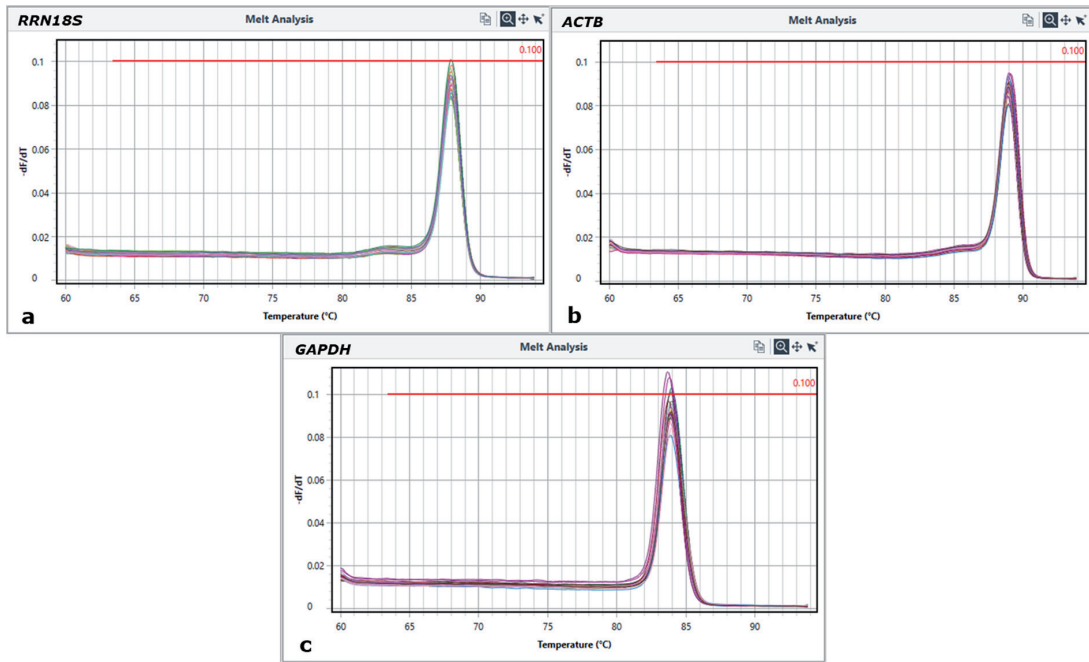 RRN18S
Melt Analysis
0.100
0.1
0.08
0.06
0.04
0.02
0
60
65
70
75
80
85
90
-dF/dT
Temperature (°C)
a
ACTB
Melt Analysis
0.100
0.1
0.08
0.06
0.04
0.02
0
60
65
70
75
80
85
90
-dF/dT
Temperature (°C)
b
GAPDH
Melt Analysis
0.100
0.1
0.08
0.06
0.04
0.02
0
60
65
70
75
80
85
90
-dF/dT
Temperature (°C)
c